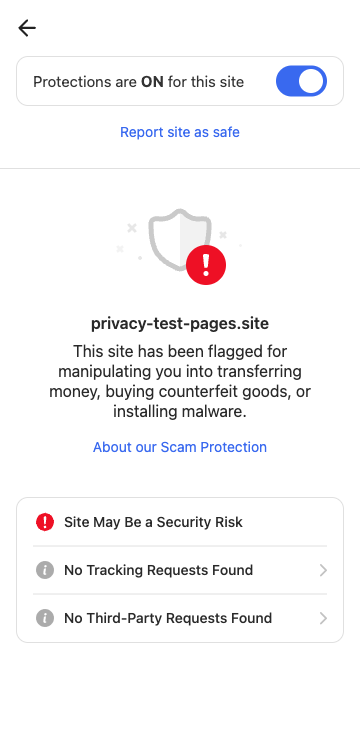 Protections are ON for this site
Report site as safe
privacy-test-pages.site
This site has been flagged for
manipulating you into transferring
money, buying counterfeit goods, or
installing malware.
About our Scam Protection
Site May Be a Security Risk
No Tracking Requests Found
No Third-Party Requests Found